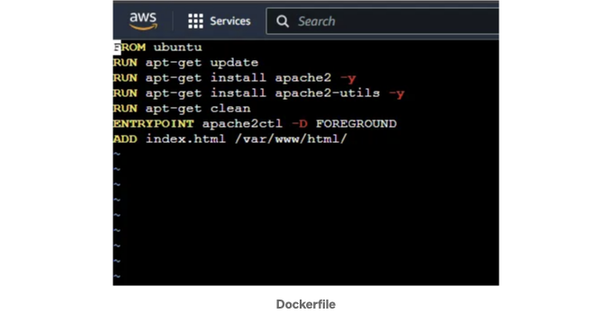 aws
Services
Search
FROM ubuntu
RUN apt-get update
RUN apt-get install apache2 -y
RUN apt-get install apache2-utils -y
RUN apt-get clean
ENTRYPOINT apache2ctl -D FOREGROUND
ADD index.html /var/www/html/
~
~
~
~
~
~
~
~
~
Dockerfile